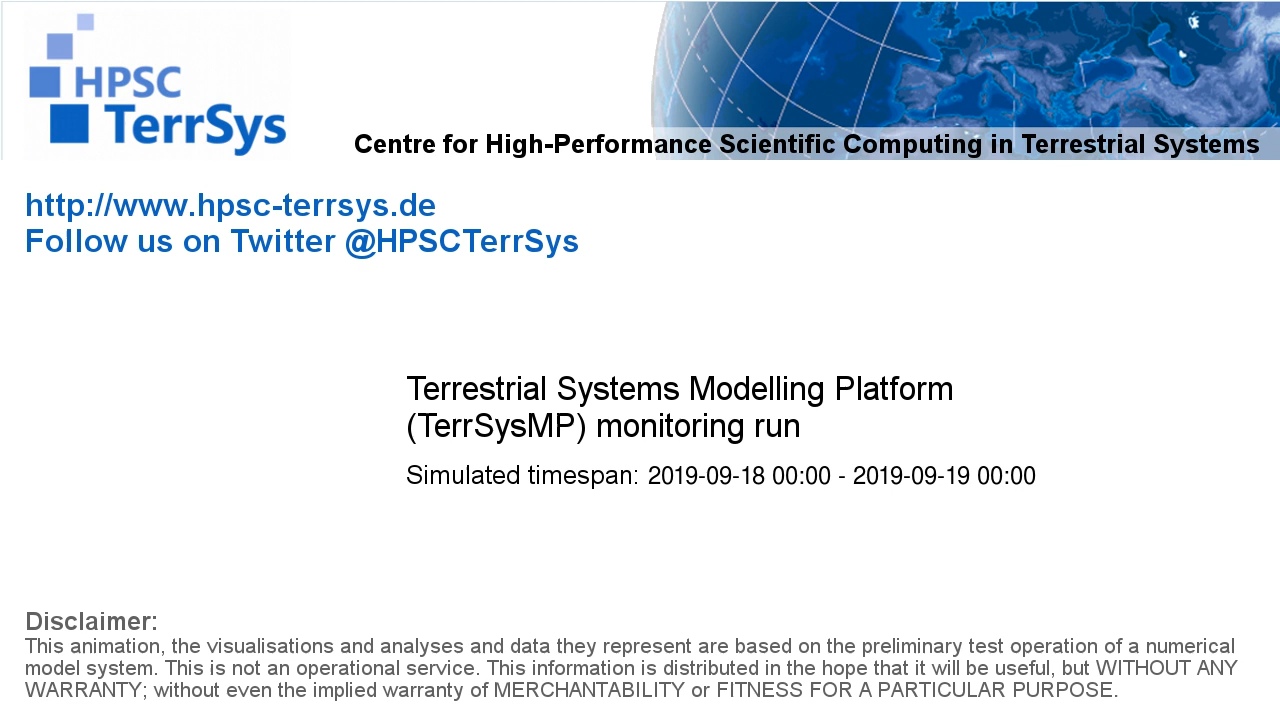 HPSC
TerrSys
Centre for High-Performance Scientific Computing in Terrestrial Systems
http://www.hpsc-terrsys.de
Follow us on Twitter @HPSCTerrSys
Terrestrial Systems Modelling Platform
(TerrSysMP) monitoring run
Simulated timespan: 2019-09-18 00:00 - 2019-09-19 00:00
Disclaimer:
This animation, the visualisations and analyses and data they represent are based on the preliminary test operation of a numerical
model system. This is not an operational service. This information is distributed in the hope that it will be useful, but WITHOUT ANY
WARRANTY; without even the implied warranty of MERCHANTABILITY or FITNESS FOR A PARTICULAR PURPOSE.